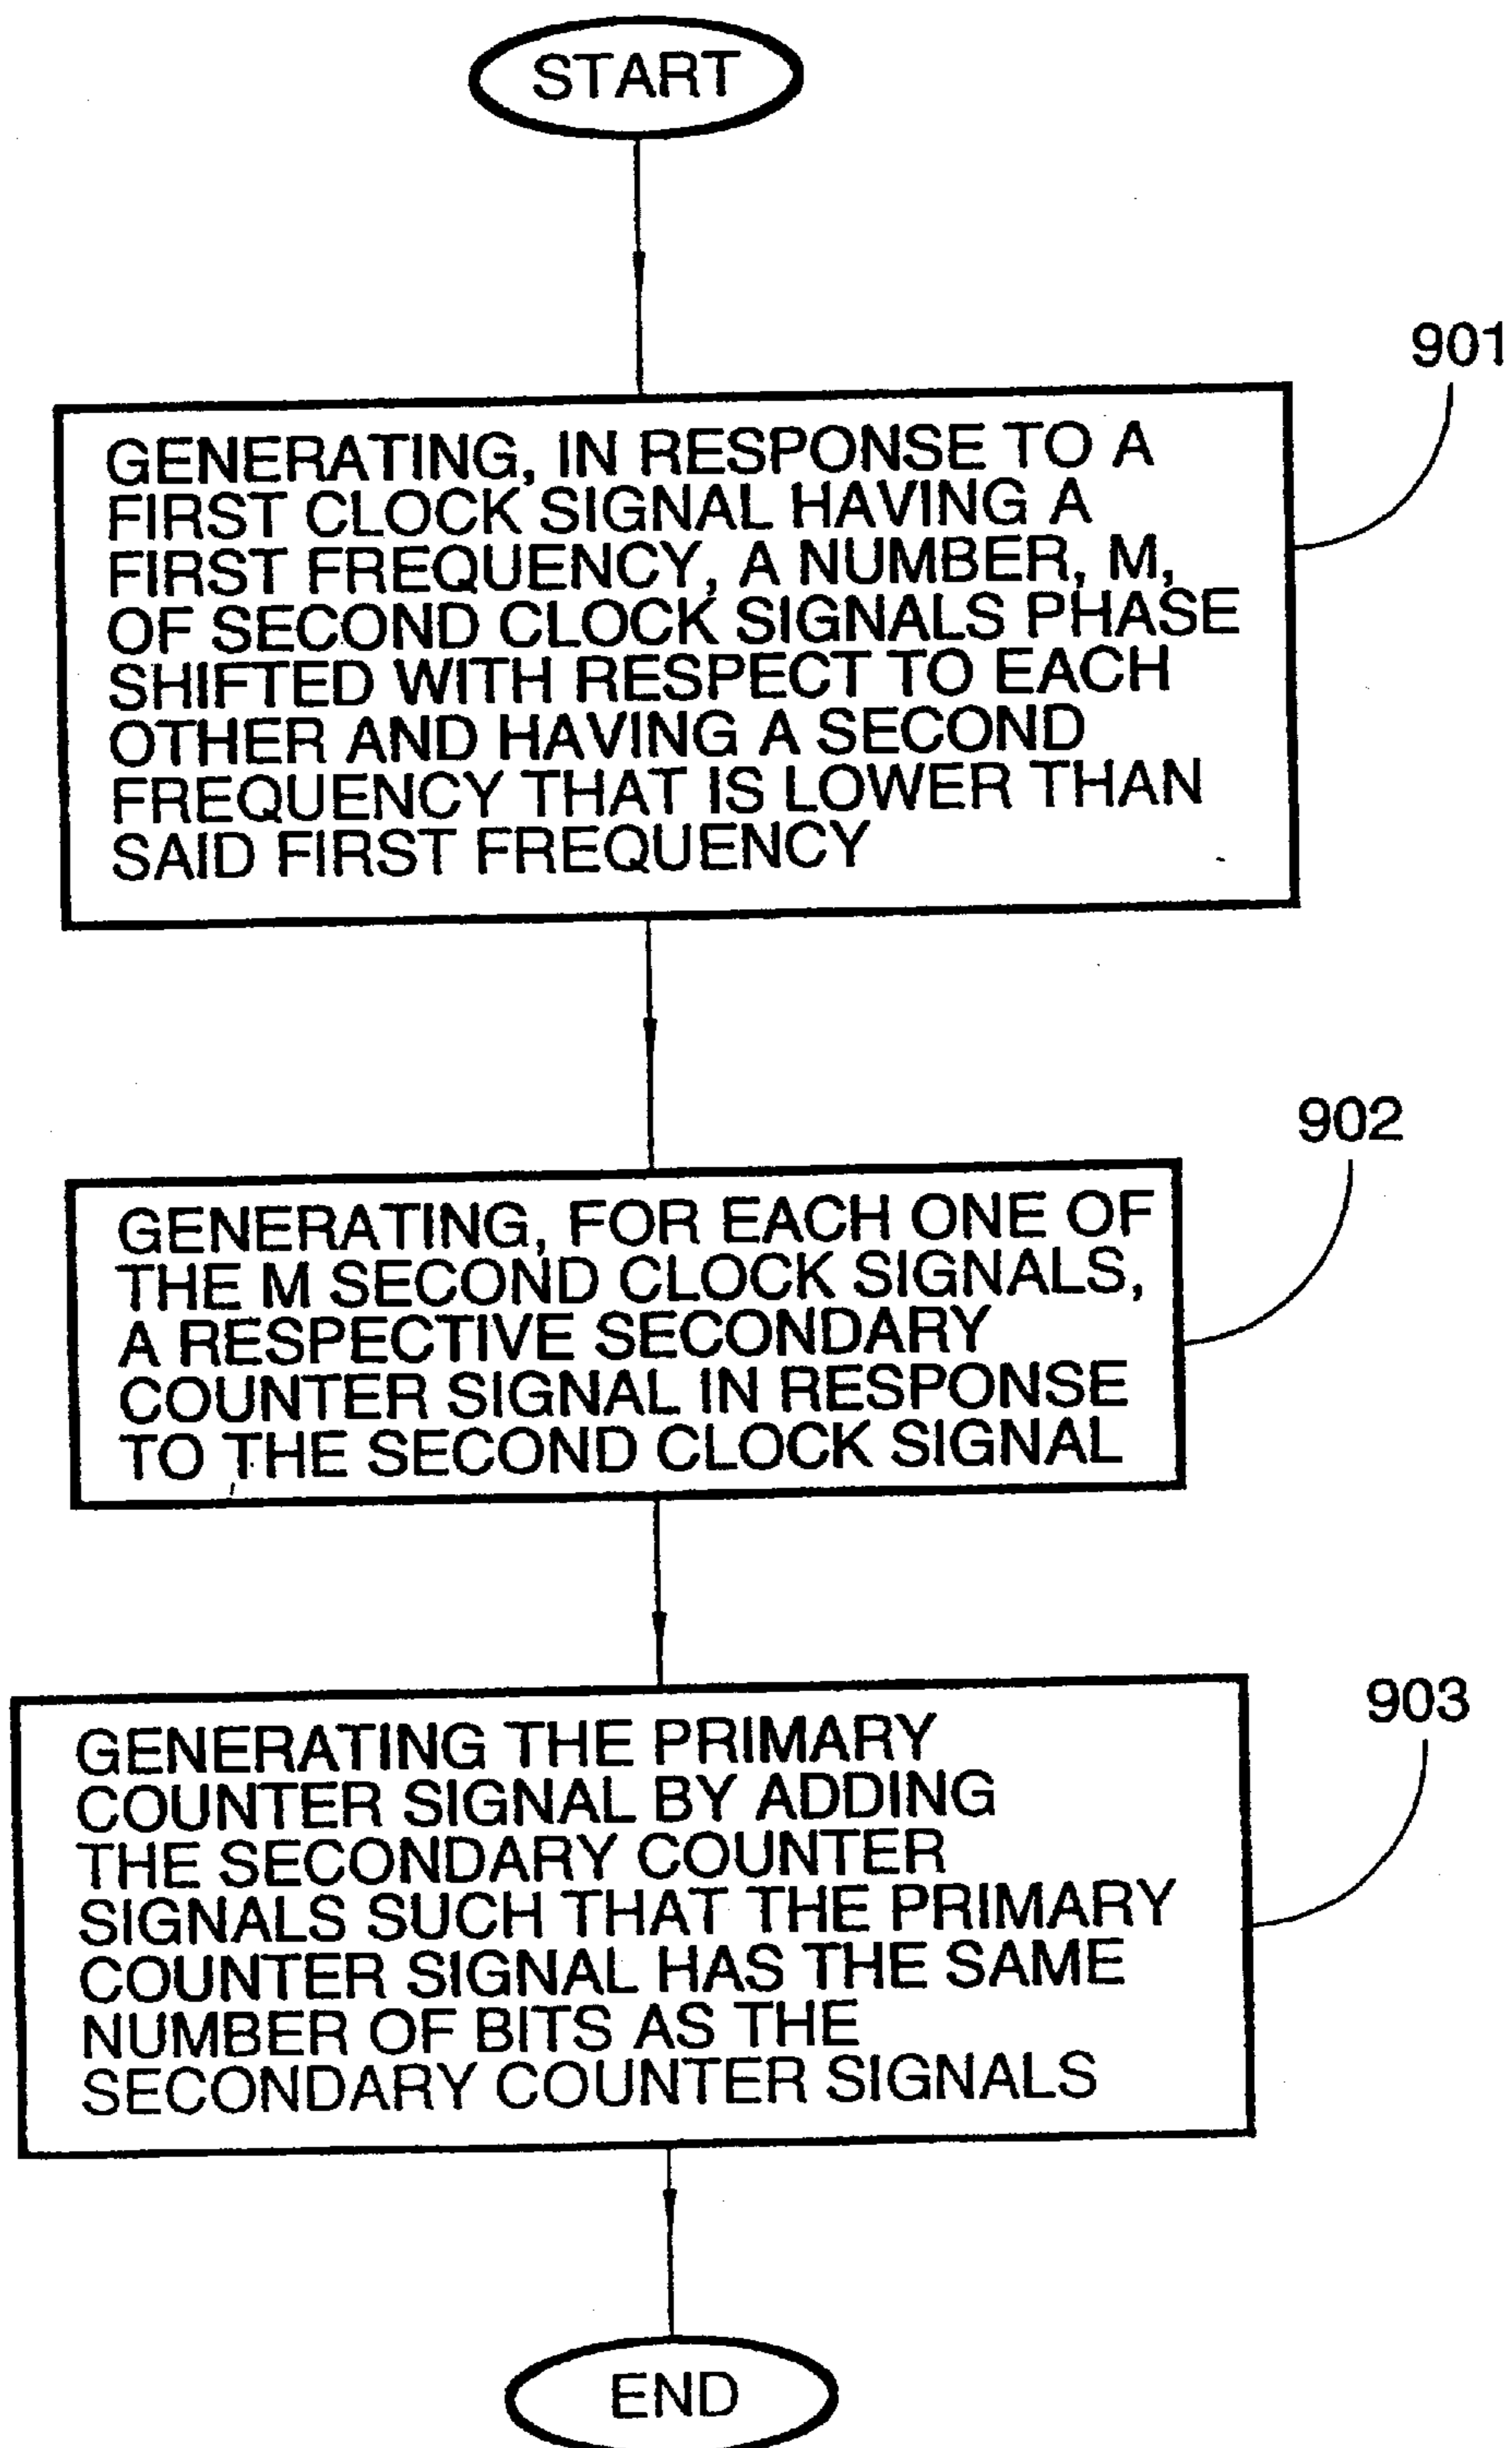 START
901
GENERATING, IN RESPONSE TO A
FIRST CLOCK SIGNAL HAVING A
FIRST FREQUENCY, A NUMBER, M,
OF SECOND CLOCK SIGNALS PHASE
SHIFTED WITH RESPECT TO EACH
OTHER AND HAVING A SECOND
FREQUENCY THAT IS LOWER THAN
SAID FIRST FREQUENCY
902
GENERATING, FOR EACH ONE OF
THE M SECOND CLOCK SIGNALS,
A RESPECTIVE SECONDARY
COUNTER SIGNAL IN RESPONSE
TO THE SECOND CLOCK SIGNAL
903
GENERATING THE PRIMARY
COUNTER SIGNAL BY ADDING
THE SECONDARY COUNTER
SIGNALS SUCH THAT THE PRIMARY
COUNTER SIGNAL HAS THE SAME
NUMBER OF BITS AS THE
SECONDARY COUNTER SIGNALS
END